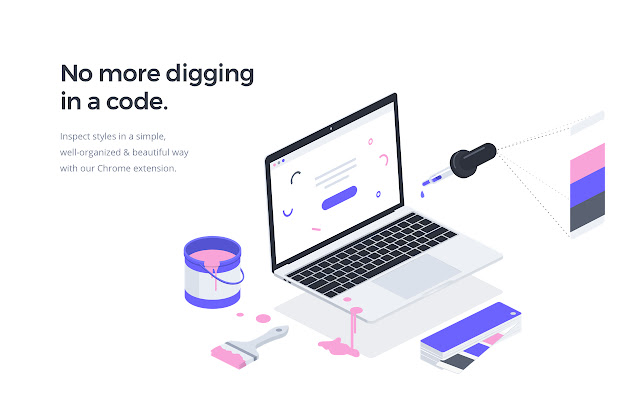 No more digging
in a code.
Inspect styles in a simple,
well-organized & beautiful way
with our Chrome extension.